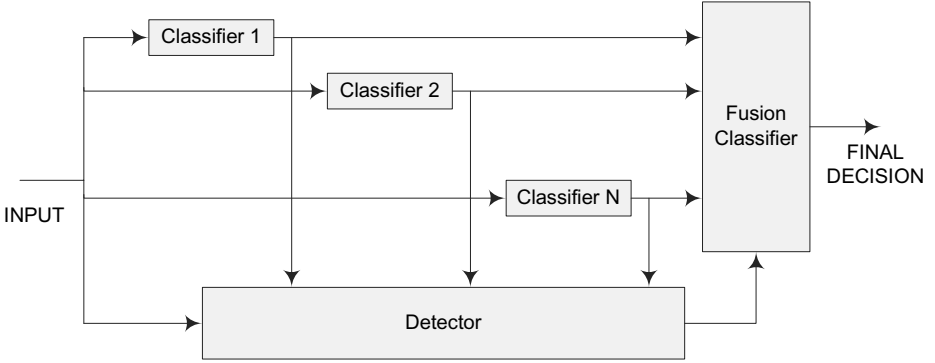 Classifier 1
Classifier 2
Fusion
Classifier
FINAL
DECISION
Classifier N
INPUT
Detector